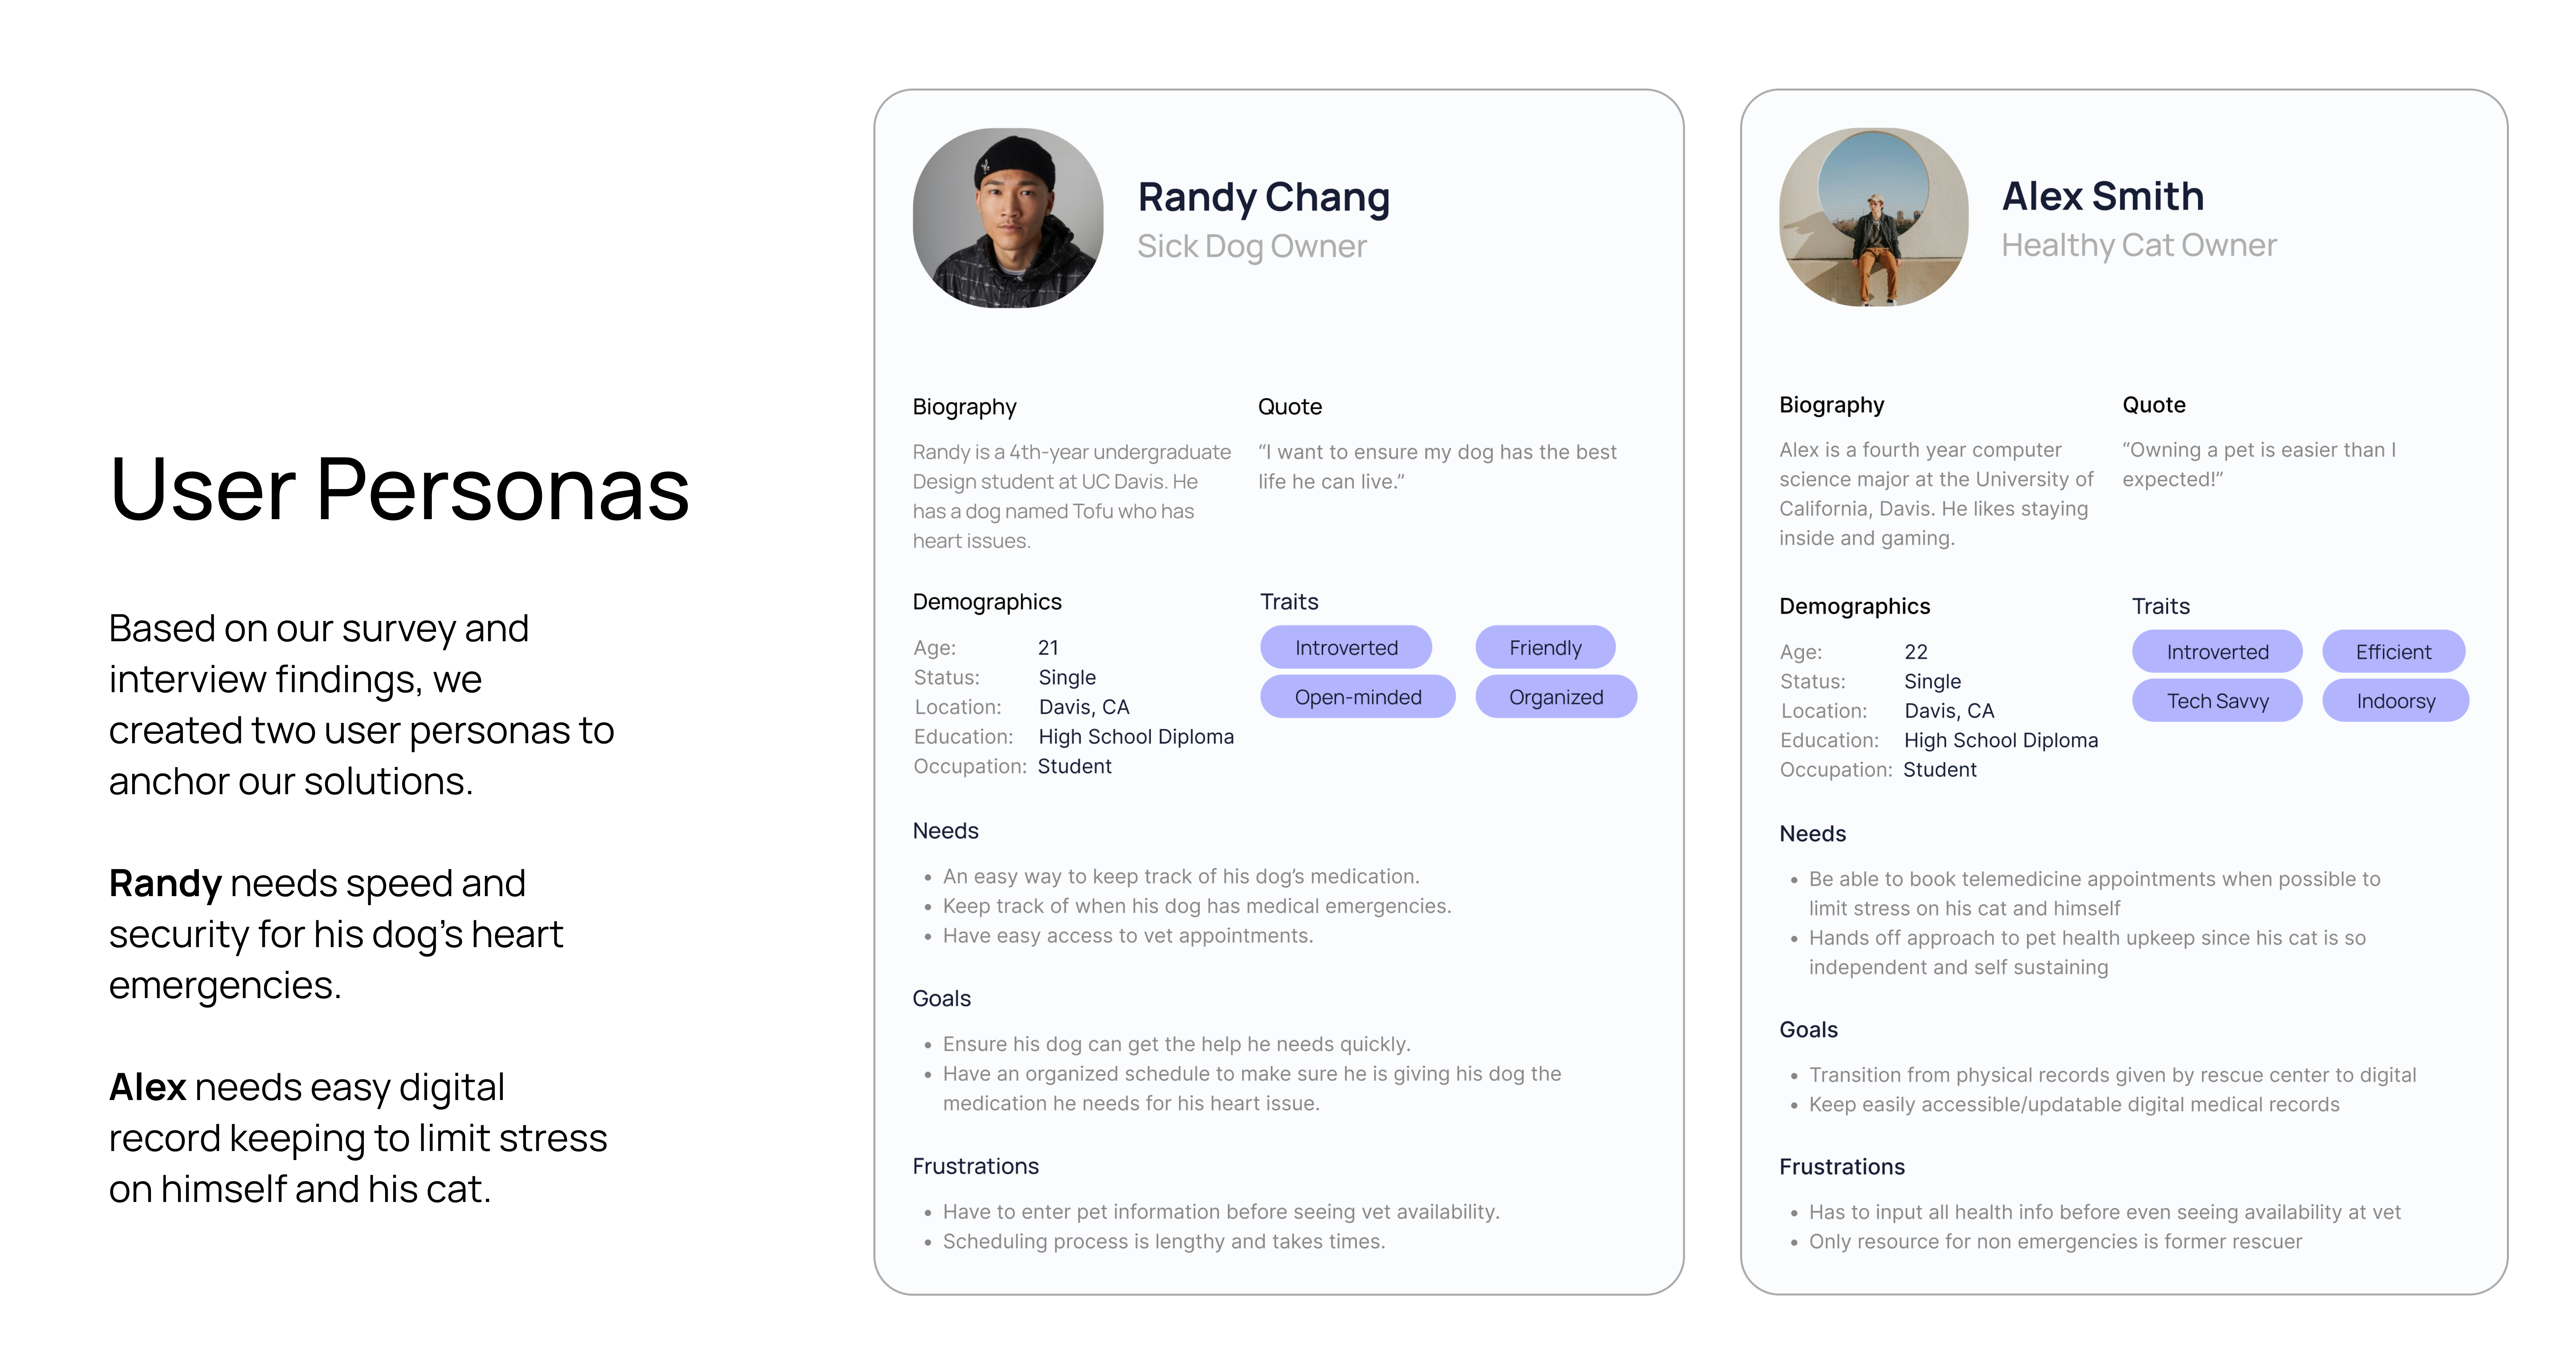 User Personas
Based on our survey and
interview findings, we
created two user personas to
anchor our solutions.
Randy needs speed and
security for his dog's heart
emergencies.
Alex needs easy digital
record keeping to limit stress
on himself and his cat.
Randy Chang
Sick Dog Owner
Biography
Randy is a 4th-year undergraduate
Design student at UC Davis. He
has a dog named Tofu who has
heart issues.
Quote
“I want to ensure my dog has the best
life he can live.”
Demographics
Age: 21
Status: Single
Location: Davis, CA
Education: High School Diploma
Occupation: Student
Traits
Introverted Friendly
Open-minded Organized
Needs
• An easy way to keep track of his dog’s medication.
• Keep track of when his dog has medical emergencies.
• Have easy access to vet appointments.
Goals
• Ensure his dog can get the help he needs quickly.
• Have an organized schedule to make sure he is giving his dog the
medication he needs for his heart issue.
Frustrations
• Have to enter pet information before seeing vet availability.
• Scheduling process is lengthy and takes times.
Alex Smith
Healthy Cat Owner
Biography
Alex is a fourth year computer
science major at the University of
California, Davis. He likes staying
inside and gaming.
Quote
“Owning a pet is easier than I
expected!”
Demographics
Age: 22
Status: Single
Location: Davis, CA
Education: High School Diploma
Occupation: Student
Traits
Introverted Efficient
Tech Savvy Indoorsy
Needs
• Be able to book telemedicine appointments when possible to
limit stress on his cat and himself
• Hands off approach to pet health upkeep since his cat is so
independent and self sustaining
Goals
• Transition from physical records given by rescue center to digital
• Keep easily accessible/updatable digital medical records
Frustrations
• Has to input all health info before even seeing availability at vet
• Only resource for non emergencies is former rescuer